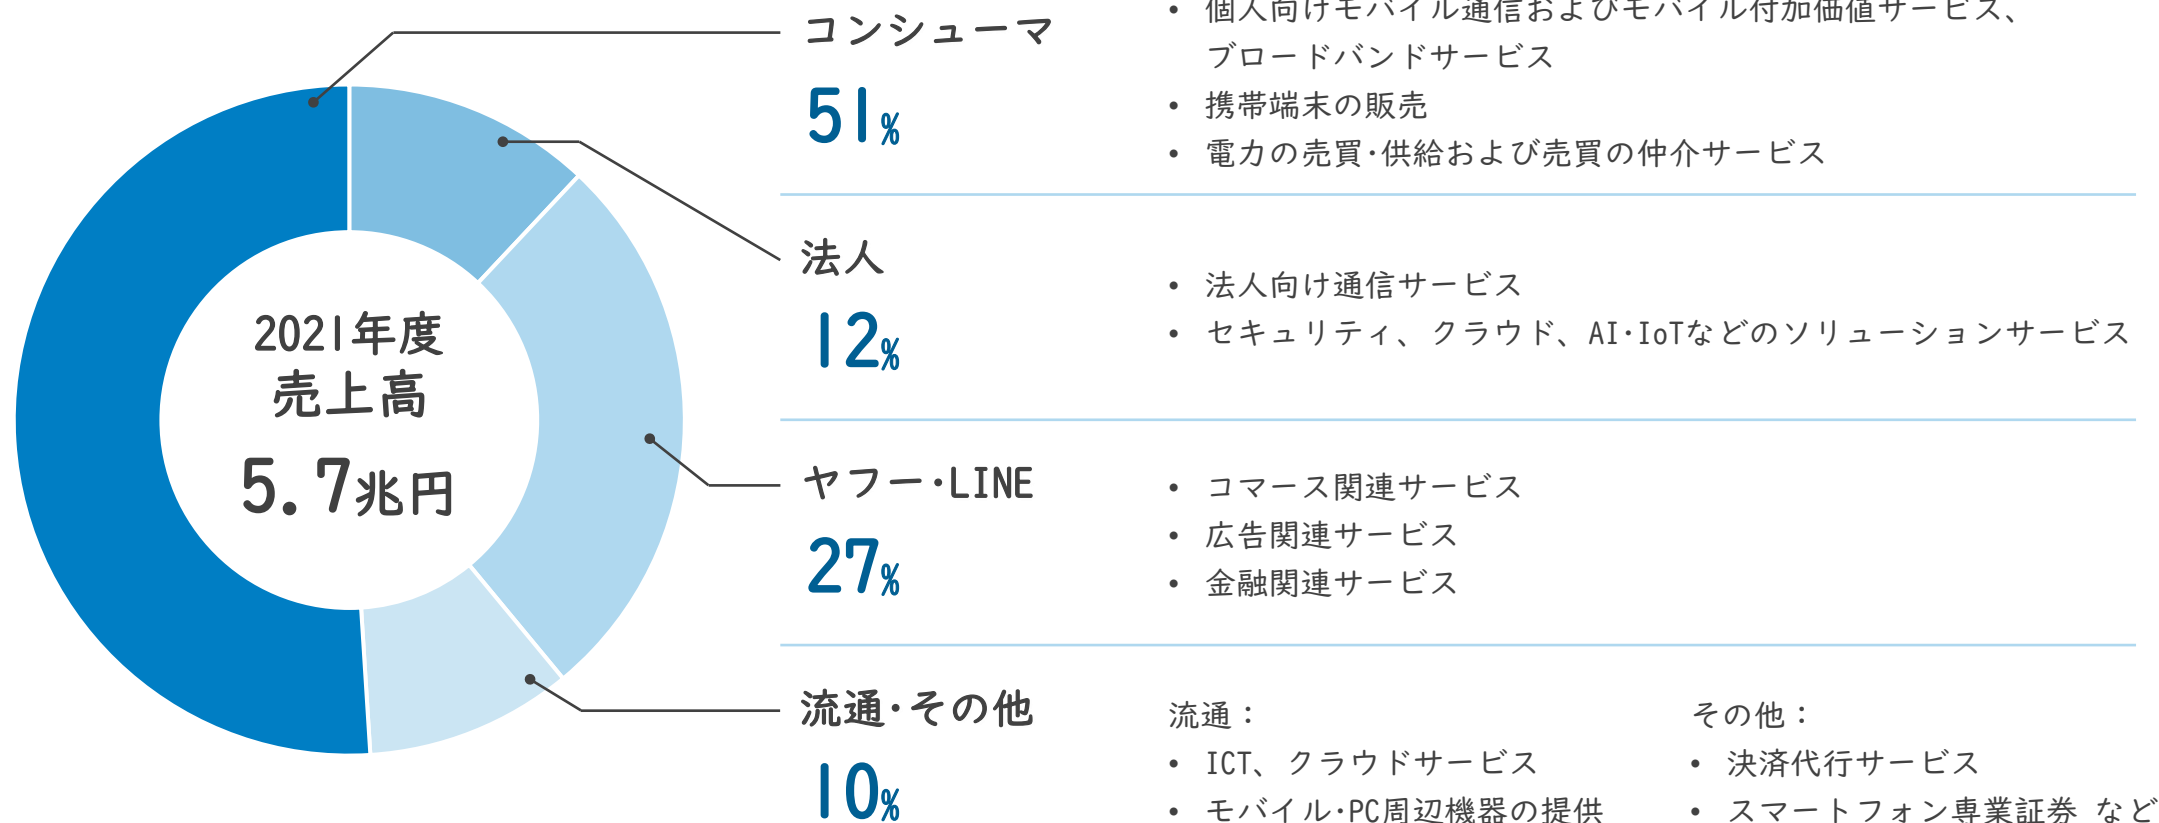 コンシューマ
51%
• 個人向けモバイル通信およびモバイル付加価値サービス、
ブロードバンドサービス
• 携帯端末の販売
• 電力の売買・供給および売買の仲介サービス
法人
12%
• 法人向け通信サービス
• セキュリティ、クラウド、AI・IoTなどのソリューションサービス
2021年度
売上高
5.7兆円
ヤフー・LINE
27%
• コマース関連サービス
• 広告関連サービス
• 金融関連サービス
流通・その他
10%
流通：
• ICT、クラウドサービス
• モバイル・PC周辺機器の提供
その他：
• 決済代行サービス
• スマートフォン専業証券 など